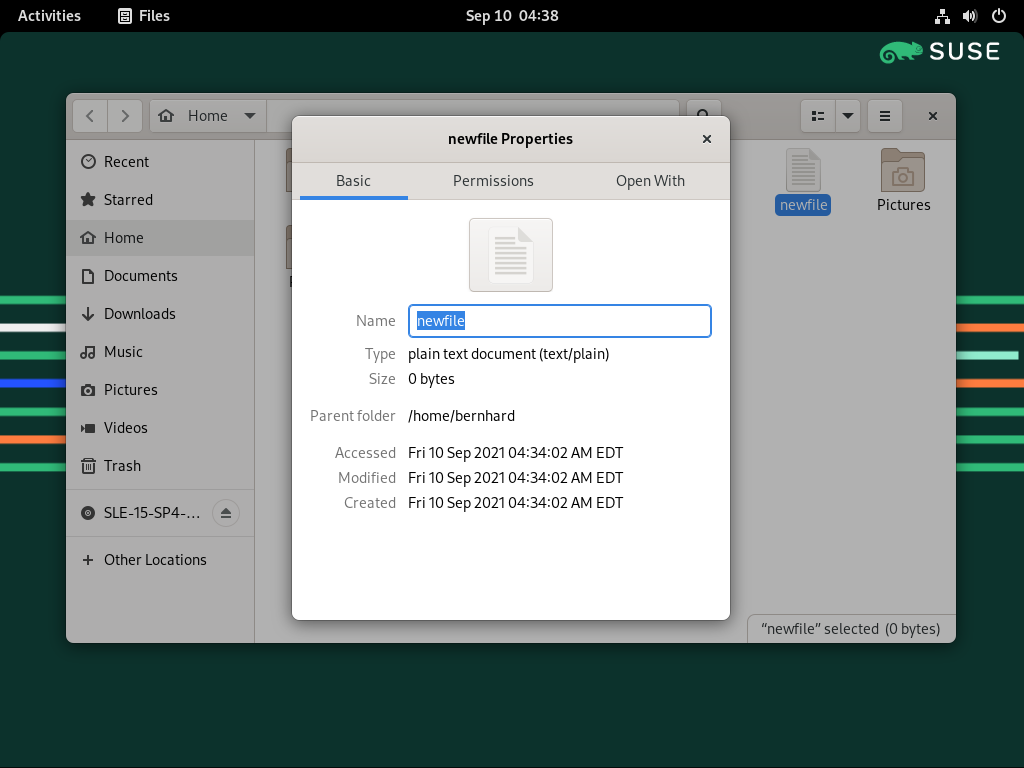 Activities Files Sep 10 04:38
SUSE
Home
newfile Properties
Basic Permissions Open With
Recent
Starred
Home
Documents
Downloads
Music
Pictures
Videos
Trash
SLE-15-SP4-...
Other Locations
Name newfile
Type plain text document (text/plain)
Size 0 bytes
Parent folder /home/bernhard
Accessed Fri 10 Sep 2021 04:34:02 AM EDT
Modified Fri 10 Sep 2021 04:34:02 AM EDT
Created Fri 10 Sep 2021 04:34:02 AM EDT
newfile Pictures
“newfile” selected (0 bytes)